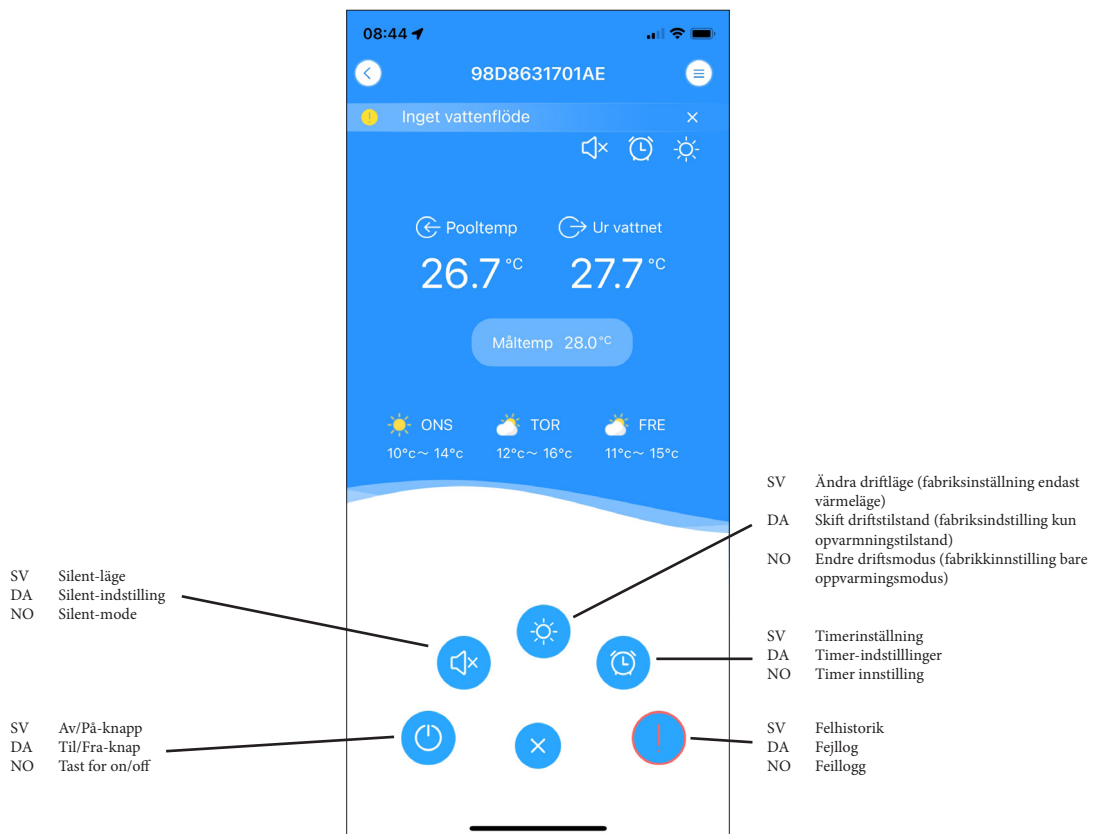 08:44
98D8631701AE
Inget vattenflöde
Pooltemp
Ur vattnet
26.7 °C
27.7 °C
Måltemp 28.0°C
ONS
TOR
FRE
10°c～ 14°c
12°c～ 16°c
11°c～ 15°c
SV Ändra driftläge (fabriksinställning endast
värmeläge)
DA Skift driftstilstand (fabriksindstilling kun
opvarmningstilstand)
NO Endre driftsmodus (fabrikkinnstilling bare
oppvarmingsmodus)
SV Silent-läge
DA Silent-indstilling
NO Silent-mode
SV Timerinställning
DA Timer-indstilllinger
NO Timer innstilling
SV Av/På-knapp
DA Til/Fra-knap
NO Tast for on/off
SV Felhistorik
DA Fejllog
NO Feillogg